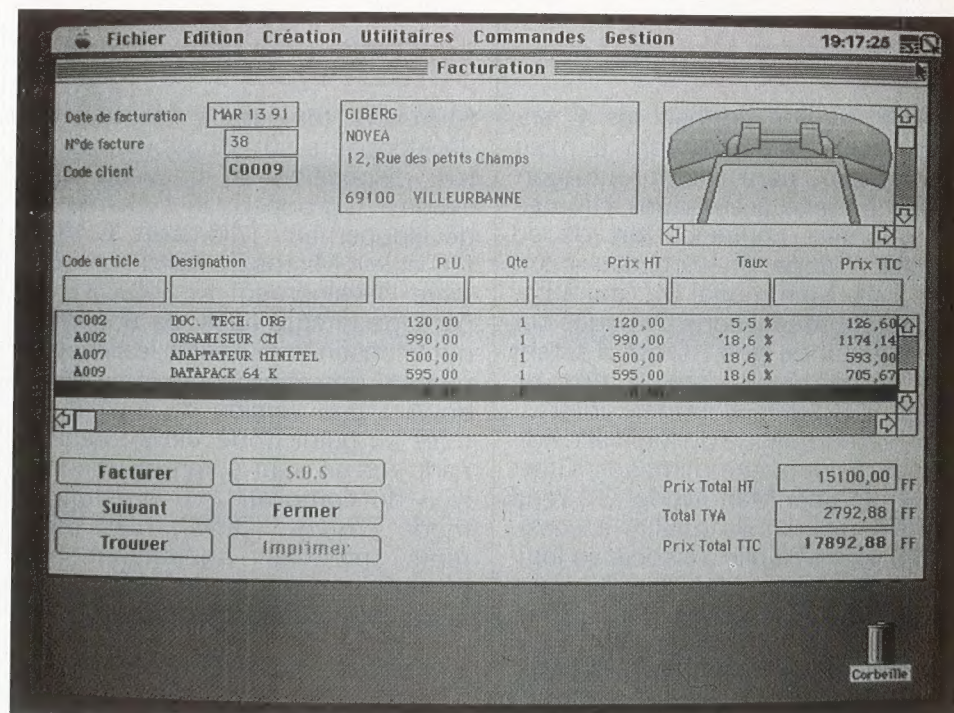 Fichier Edition Création Utilitaires Commandes Gestion 19:17:25
Facturation
Date de facturation MAR 13 91
N°de facture 38
Code client C0009
GIBERG
NOVEA
12, Rue des petits Champs
69100 VILLEURBANNE
Code article Designation P.U. Qte Prix HT Taux Prix TTC
C002 DOC. TECH ORG 120,00 1 120,00 5,5 % 126,60
A002 ORGANISEUR CM 990,00 1 990,00 18,6 % 1174,14
A007 ADAPTATEUR MINITEL 500,00 1 500,00 18,6 % 593,00
A009 DATAPACK 64 K 595,00 1 595,00 18,6 % 705,67
Facturer S.O.S
Suivant Fermer
Trouver Imprimer
Prix Total HT 15100,00 FF
Total TVA 2792,88 FF
Prix Total TTC 17892,88 FF
Corbeille